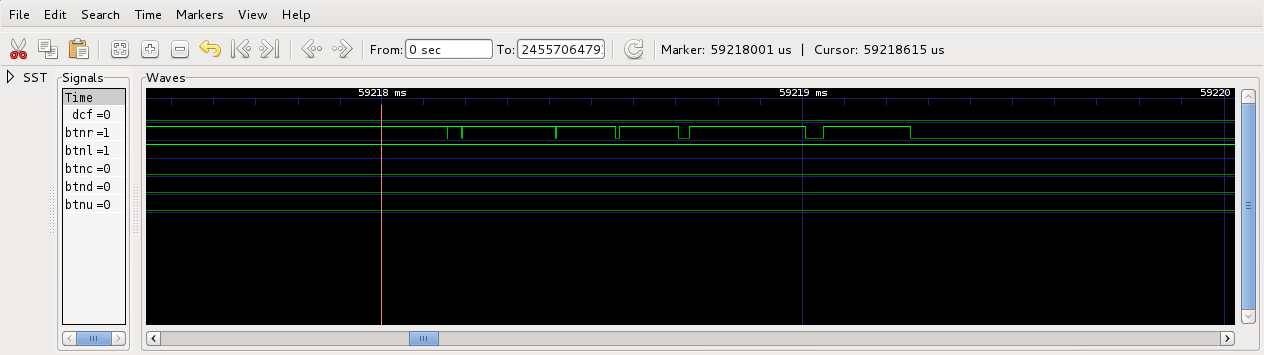 File Edit Search Time Markers View Help
From: 0 sec To: 24557064792 Marker: 59218001 us | Cursor: 59218615 us
SST Signals Waves
Time 59218 ms 59219 ms 59220
dcf =0
btnr =1
btnl =1
btnc =0
btnd =0
btnu =0